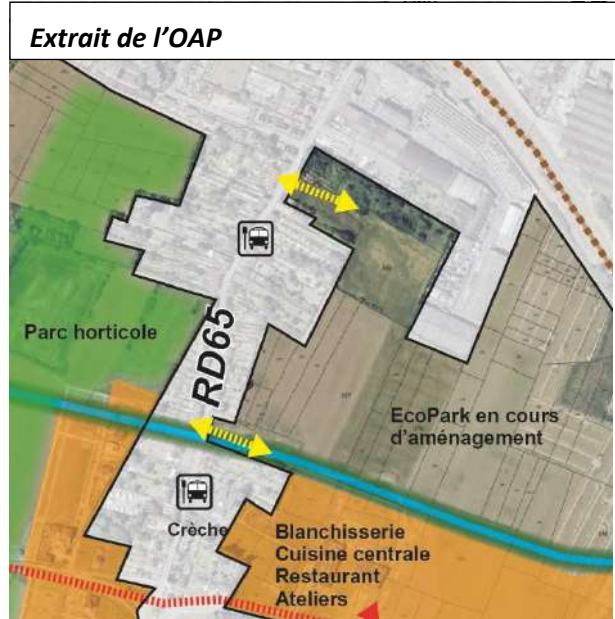 Extrait de l’OAP
Parc horticole
RD65
EcoPark en cours
d’aménagement
Crèche
Blanchisserie
Cuisine centrale
Restaurant
Ateliers